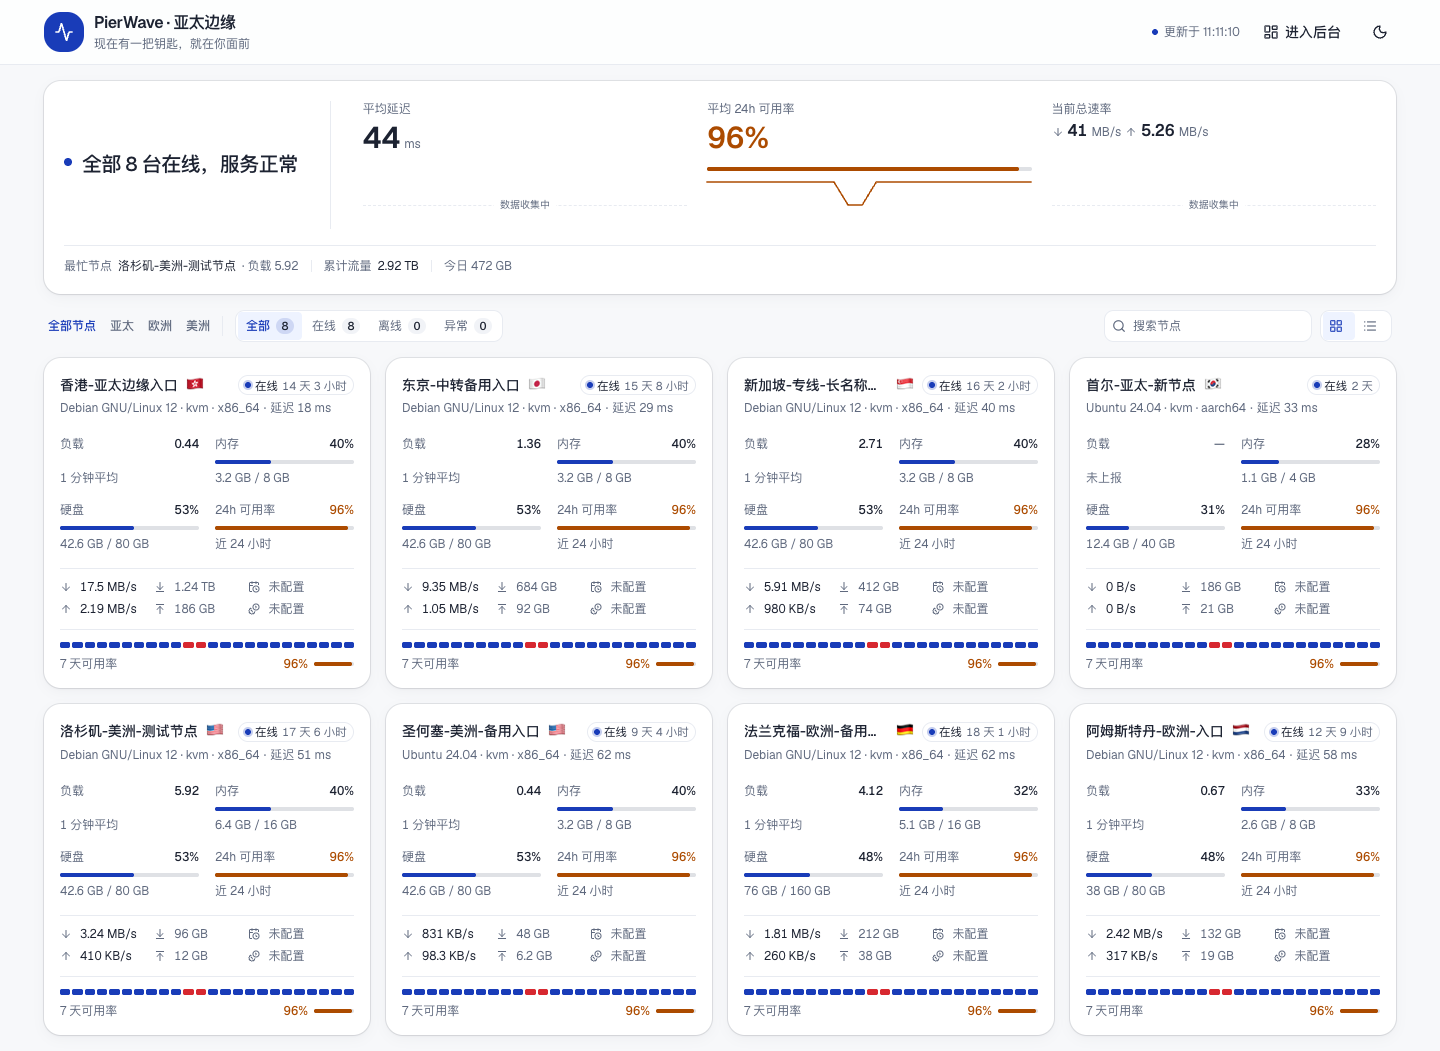 PierWave · 亚太边缘
现在有一把钥匙，就在你面前
更新于 11:11:10
进入后台
全部 8 台在线，服务正常
平均延迟
44 ms
数据收集中
平均 24h 可用率
96%
当前总速率
↓ 41 MB/s ↑ 5.26 MB/s
数据收集中
最忙节点 洛杉矶-美洲-测试节点 · 负载 5.92
累计流量 2.92 TB
今日 472 GB
全部节点 亚太 欧洲 美洲
全部 8 在线 8 离线 0 异常 0
搜索节点
香港-亚太边缘入口 在线 14 天 3 小时
Debian GNU/Linux 12 · kvm · x86_64 · 延迟 18 ms
负载 0.44 内存 40%
1 分钟平均 3.2 GB / 8 GB
硬盘 53% 24h 可用率 96%
42.6 GB / 80 GB 近 24 小时
↓ 17.5 MB/s 1.24 TB 未配置
↑ 2.19 MB/s 186 GB 未配置
7 天可用率 96%
东京-中转备用入口 在线 15 天 8 小时
Debian GNU/Linux 12 · kvm · x86_64 · 延迟 29 ms
负载 1.36 内存 40%
1 分钟平均 3.2 GB / 8 GB
硬盘 53% 24h 可用率 96%
42.6 GB / 80 GB 近 24 小时
↓ 9.35 MB/s 684 GB 未配置
↑ 1.05 MB/s 92 GB 未配置
7 天可用率 96%
新加坡-专线-长名称... 在线 16 天 2 小时
Debian GNU/Linux 12 · kvm · x86_64 · 延迟 40 ms
负载 2.71 内存 40%
1 分钟平均 3.2 GB / 8 GB
硬盘 53% 24h 可用率 96%
42.6 GB / 80 GB 近 24 小时
↓ 5.91 MB/s 412 GB 未配置
↑ 980 KB/s 74 GB 未配置
7 天可用率 96%
首尔-亚太-新节点 在线 2 天
Ubuntu 24.04 · kvm · aarch64 · 延迟 33 ms
负载 — 内存 28%
未上报 1.1 GB / 4 GB
硬盘 31% 24h 可用率 96%
12.4 GB / 40 GB 近 24 小时
↓ 0 B/s 186 GB 未配置
↑ 0 B/s 21 GB 未配置
7 天可用率 96%
洛杉矶-美洲-测试节点 在线 17 天 6 小时
Debian GNU/Linux 12 · kvm · x86_64 · 延迟 51 ms
负载 5.92 内存 40%
1 分钟平均 6.4 GB / 16 GB
硬盘 53% 24h 可用率 96%
42.6 GB / 80 GB 近 24 小时
↓ 3.24 MB/s 96 GB 未配置
↑ 410 KB/s 12 GB 未配置
7 天可用率 96%
圣何塞-美洲-备用入口 在线 9 天 4 小时
Ubuntu 24.04 · kvm · x86_64 · 延迟 62 ms
负载 0.44 内存 40%
1 分钟平均 3.2 GB / 8 GB
硬盘 53% 24h 可用率 96%
42.6 GB / 80 GB 近 24 小时
↓ 831 KB/s 48 GB 未配置
↑ 98.3 KB/s 6.2 GB 未配置
7 天可用率 96%
法兰克福-欧洲-备用... 在线 18 天 1 小时
Debian GNU/Linux 12 · kvm · x86_64 · 延迟 62 ms
负载 4.12 内存 32%
1 分钟平均 5.1 GB / 16 GB
硬盘 48% 24h 可用率 96%
76 GB / 160 GB 近 24 小时
↓ 1.81 MB/s 212 GB 未配置
↑ 260 KB/s 38 GB 未配置
7 天可用率 96%
阿姆斯特丹-欧洲-入口 在线 12 天 9 小时
Debian GNU/Linux 12 · kvm · x86_64 · 延迟 58 ms
负载 0.67 内存 33%
1 分钟平均 2.6 GB / 8 GB
硬盘 48% 24h 可用率 96%
38 GB / 80 GB 近 24 小时
↓ 2.42 MB/s 132 GB 未配置
↑ 317 KB/s 19 GB 未配置
7 天可用率 96%